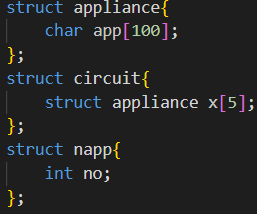 struct appliance{
    char app[100];
};
struct circuit{
    struct appliance x[5];
};
struct napp{
    int no;
};